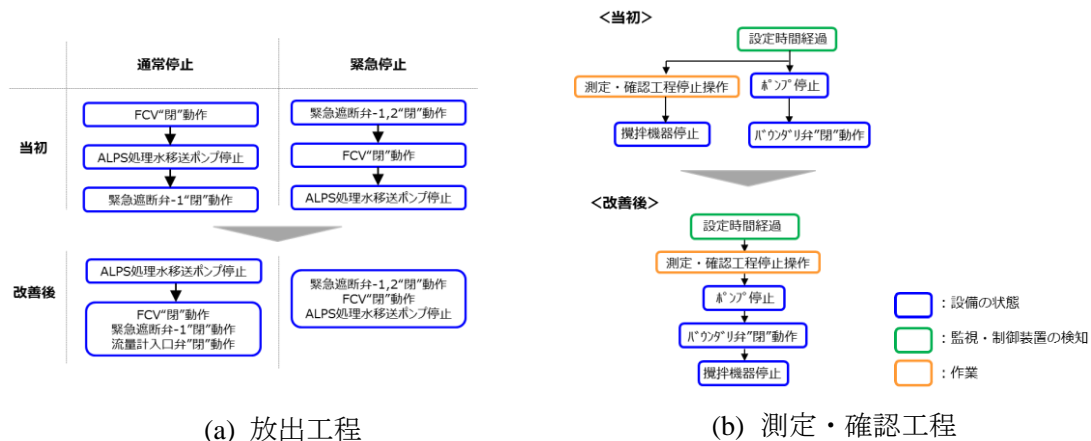 通常停止
緊急停止
当初
FCV“閉”動作
ALPS処理水移送ポンプ停止
緊急遮断弁-1“閉”動作
緊急遮断弁-1,2“閉”動作
FCV“閉”動作
ALPS処理水移送ポンプ停止
改善後
ALPS処理水移送ポンプ停止
FCV“閉”動作
緊急遮断弁-1”閉”動作
流量計入口弁”閉”動作
緊急遮断弁-1,2“閉”動作
FCV“閉”動作
ALPS処理水移送ポンプ停止
(a) 放出工程
＜当初＞
設定時間経過
測定・確認工程停止操作
ﾎﾟﾝﾌﾟ停止
攪拌機器停止
ﾊﾞｳﾝﾀﾞﾘ弁”閉”動作
＜改善後＞
設定時間経過
測定・確認工程停止操作
ﾎﾟﾝﾌﾟ停止
ﾊﾞｳﾝﾀﾞﾘ弁”閉”動作
攪拌機器停止
：設備の状態
：監視・制御装置の検知
：作業
(b) 測定・確認工程